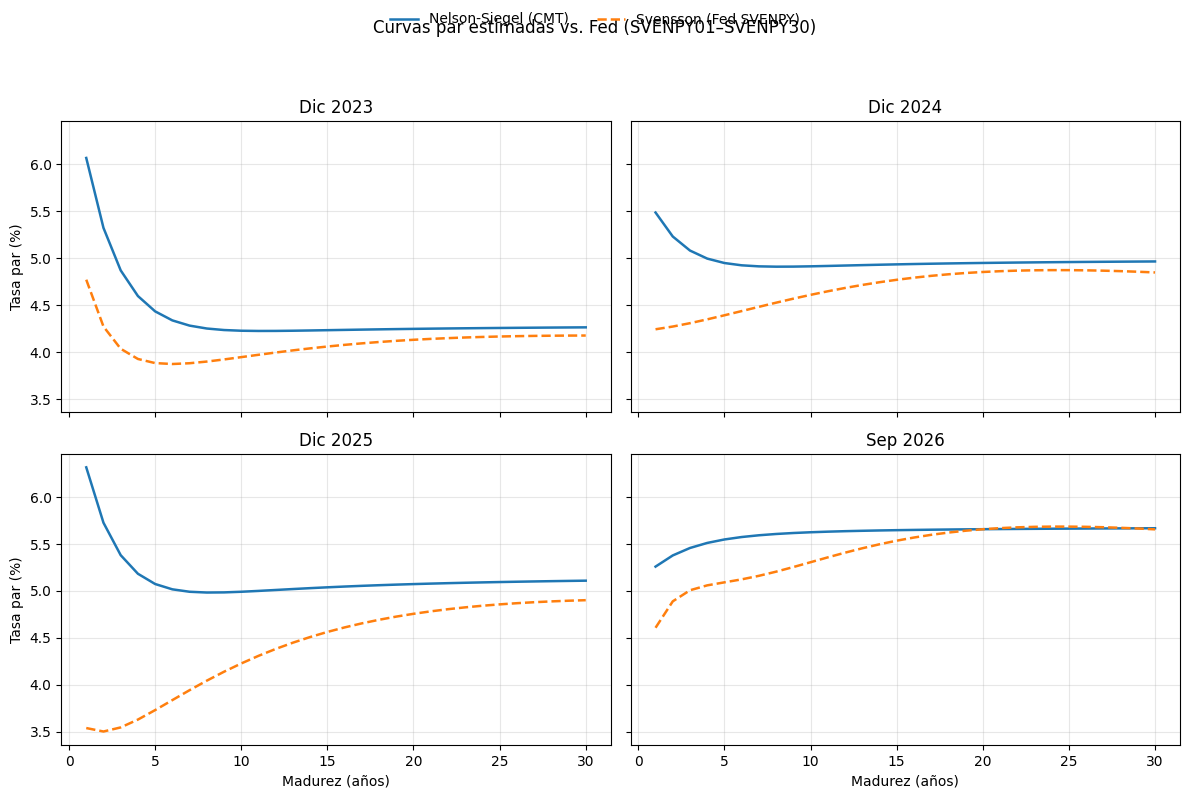 Nelson-Siegel (CMT) Svensson (Fed SVENPY)
Curvas par estimadas vs. Fed (SVENPY01–SVENPY30)
Dic 2023 Dic 2024
Tasa par (%)
6.0
5.5
5.0
4.5
4.0
3.5
Dic 2025 Sep 2026
Tasa par (%)
6.0
5.5
5.0
4.5
4.0
3.5
0 5 10 15 20 25 30 0 5 10 15 20 25 30
Madurez (años) Madurez (años)